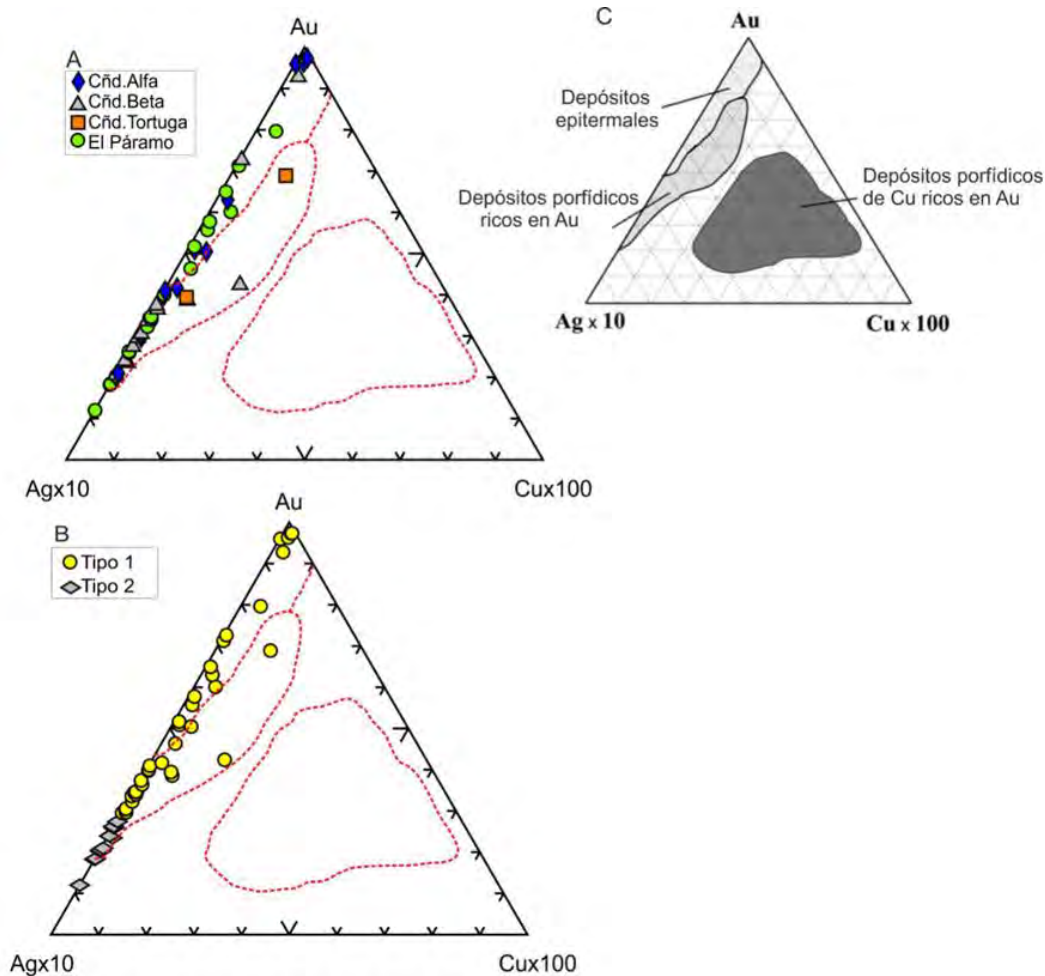 Au
A
Cñd.Alfa
Cñd.Beta
Cñd.Tortuga
El Páramo
Agx10
Cux100
C
Au
Depósitos
epitermales
Depósitos porfídicos
ricos en Au
Depósitos porfídicos
de Cu ricos en Au
Ag x 10
Cu x 100
Au
B
Tipo 1
Tipo 2
Agx10
Cux100